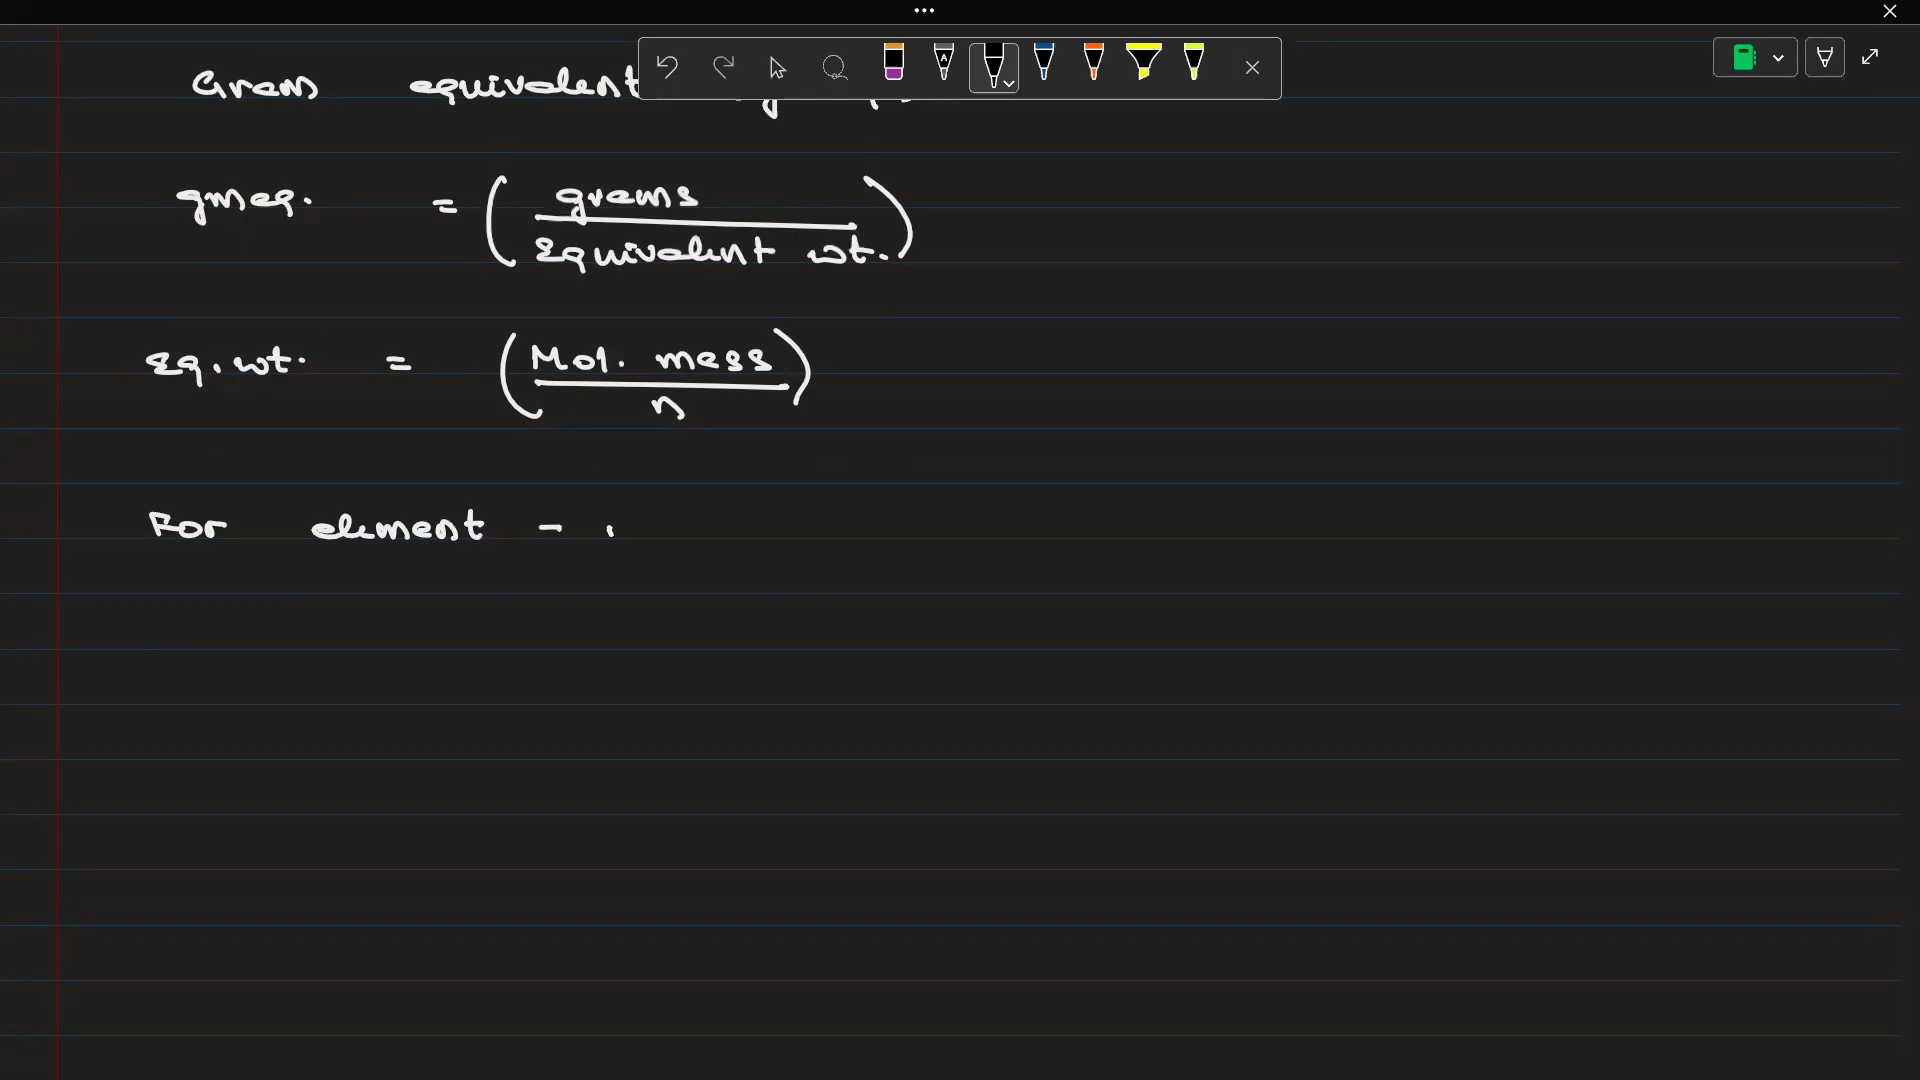 Gram equivalent
gmeq. = ( grams
Equivalent wt. )
Eq. wt. = ( Mol. mass
n )
For element -